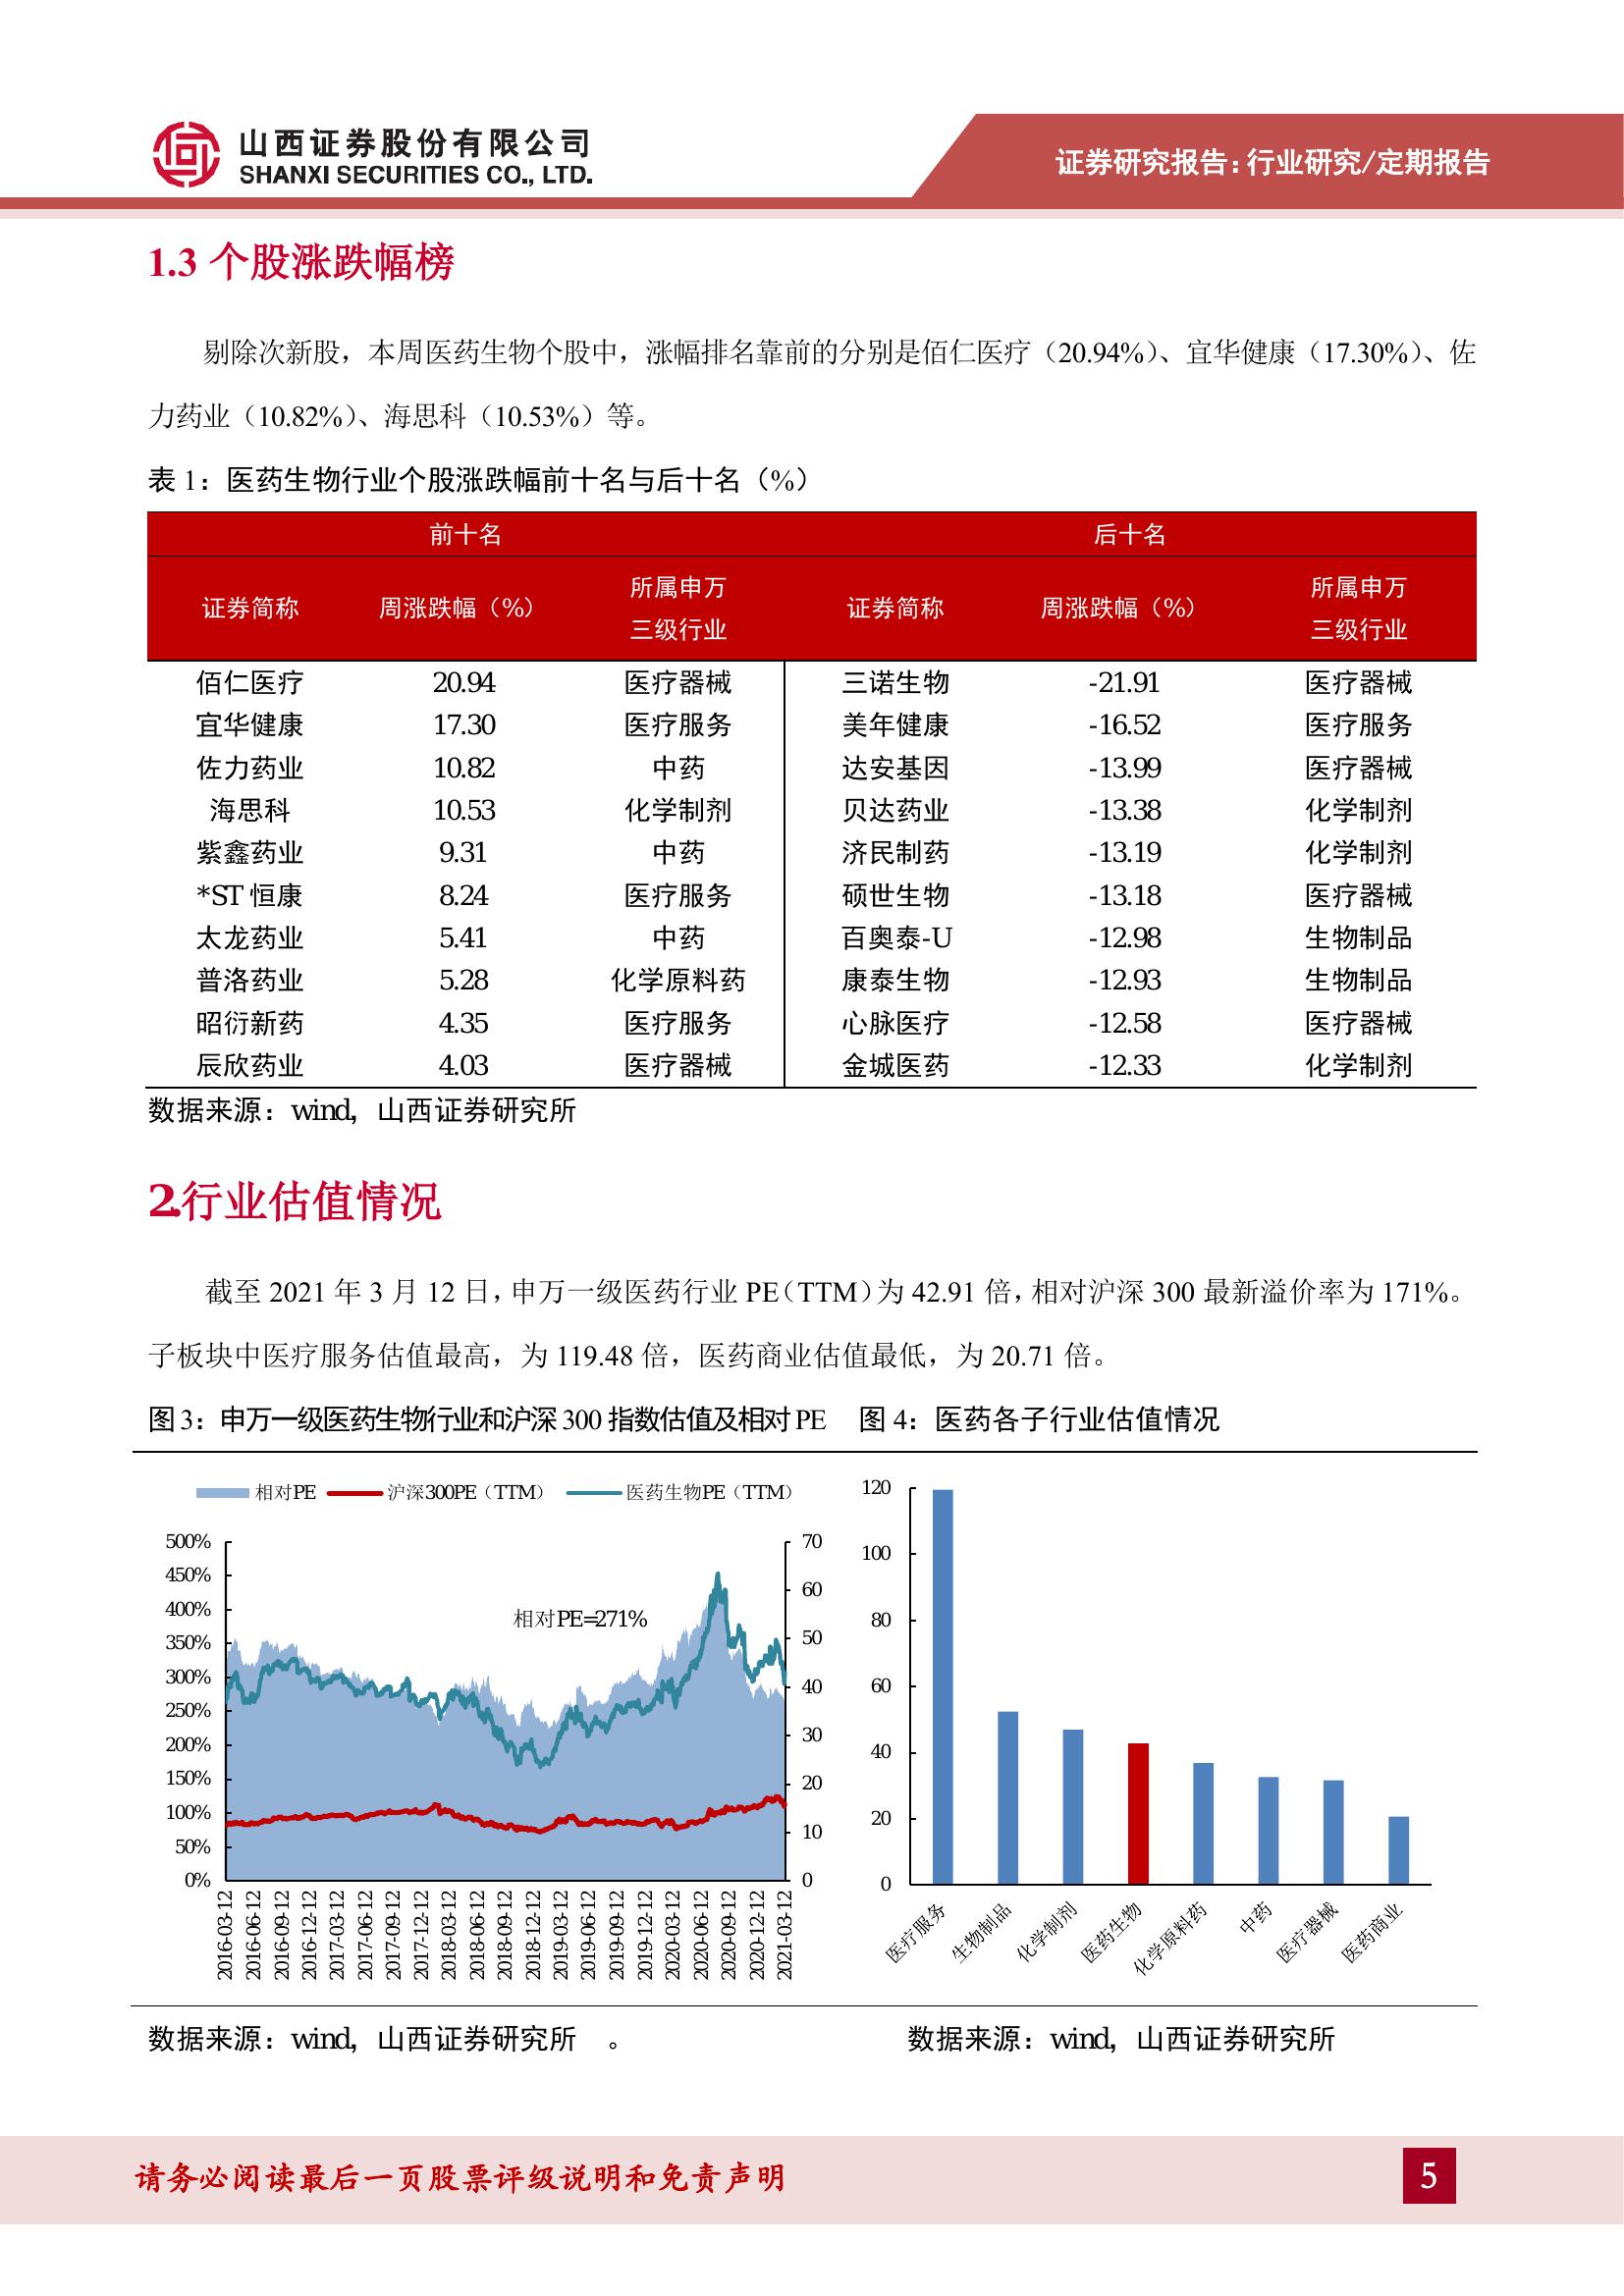 山西证券股份有限公司
SHANXI SECURITIES CO., LTD.
证券研究报告：行业研究/定期报告
1.3 个股涨跌幅榜
剔除次新股，本周医药生物个股中，涨幅排名靠前的分别是佰仁医疗（20.94%）、宜华健康（17.30%）、佐
力药业（10.82%）、海思科（10.53%）等。
表 1：医药生物行业个股涨跌幅前十名与后十名（%）
前十名 后十名
证券简称 周涨跌幅（%） 所属申万三级行业 证券简称 周涨跌幅（%） 所属申万三级行业
佰仁医疗 20.94 医疗器械 三诺生物 -21.91 医疗器械
宜华健康 17.30 医疗服务 美年健康 -16.52 医疗服务
佐力药业 10.82 中药 达安基因 -13.99 医疗器械
海思科 10.53 化学制剂 贝达药业 -13.38 化学制剂
紫鑫药业 9.31 中药 济民制药 -13.19 化学制剂
*ST 恒康 8.24 医疗服务 硕世生物 -13.18 医疗器械
太龙药业 5.41 中药 百奥泰-U -12.98 生物制品
普洛药业 5.28 化学原料药 康泰生物 -12.93 生物制品
昭衍新药 4.35 医疗服务 心脉医疗 -12.58 医疗器械
辰欣药业 4.03 医疗器械 金城医药 -12.33 化学制剂
数据来源：wind，山西证券研究所
2.行业估值情况
截至 2021 年 3 月 12 日，申万一级医药行业 PE（TTM）为 42.91 倍，相对沪深 300 最新溢价率为 171%。
子板块中医疗服务估值最高，为 119.48 倍，医药商业估值最低，为 20.71 倍。
图 3：申万一级医药生物行业和沪深 300 指数估值及相对 PE
相对PE 沪深300PE（TTM） 医药生物PE（TTM）
500%
450%
400%
350%
300%
250%
200%
150%
100%
50%
0%
相对PE=271%
70
60
50
40
30
20
10
0
2016-03-12
2016-06-12
2016-09-12
2016-12-12
2017-03-12
2017-06-12
2017-09-12
2017-12-12
2018-03-12
2018-06-12
2018-09-12
2018-12-12
2019-03-12
2019-06-12
2019-09-12
2019-12-12
2020-03-12
2020-06-12
2020-09-12
2020-12-12
2021-03-12
数据来源：wind，山西证券研究所 。
图 4：医药各子行业估值情况
120
100
80
60
40
20
0
医疗服务
生物制品
化学制剂
医药生物
化学原料药
中药
医疗器械
医药商业
数据来源：wind，山西证券研究所
请务必阅读最后一页股票评级说明和免责声明
5